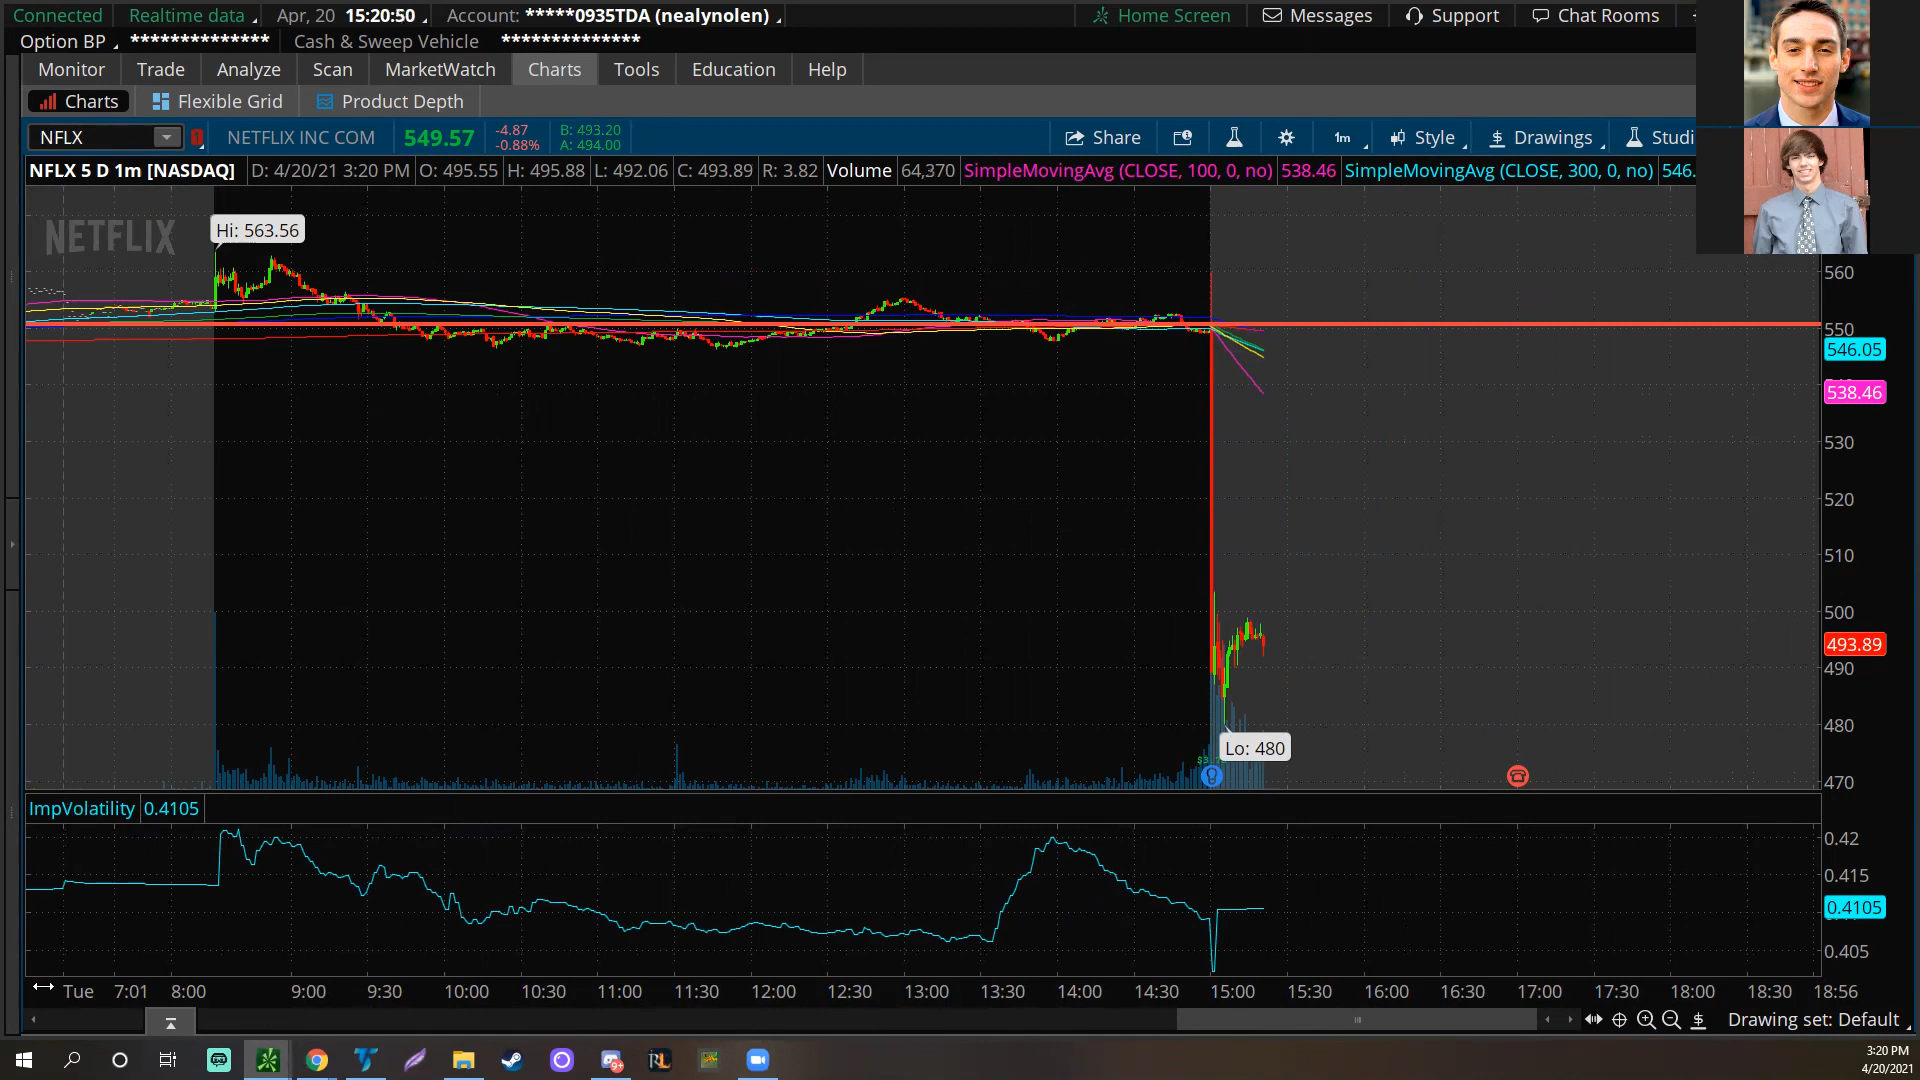 Connected Realtime data Apr, 20 15:20:50 Account: *****0935TDA (nealynolen) Home Screen Messages Support Chat Rooms
Option BP ************** Cash & Sweep Vehicle **************
Monitor Trade Analyze Scan MarketWatch Charts Tools Education Help
Charts Flexible Grid Product Depth
NFLX NETFLIX INC COM 549.57 -4.87 B: 493.20 Share 1m Style Drawings Studi
-0.88% A: 494.00
NFLX 5 D 1m [NASDAQ] D: 4/20/21 3:20 PM O: 495.55 H: 495.88 L: 492.06 C: 493.89 R: 3.82 Volume 64,370 SimpleMovingAvg (CLOSE, 100, 0, no) 538.46 SimpleMovingAvg (CLOSE, 300, 0, no) 546.
NETFLIX
Hi: 563.56
560
550
546.05
538.46
530
520
510
500
493.89
490
480
Lo: 480
470
ImpVolatility 0.4105
0.42
0.415
0.4105
0.405
Tue 7:01 8:00 9:00 9:30 10:00 10:30 11:00 11:30 12:00 12:30 13:00 13:30 14:00 14:30 15:00 15:30 16:00 16:30 17:00 17:30 18:00 18:30 18:56
Drawing set: Default
9+ RL
3:20 PM
4/20/2021